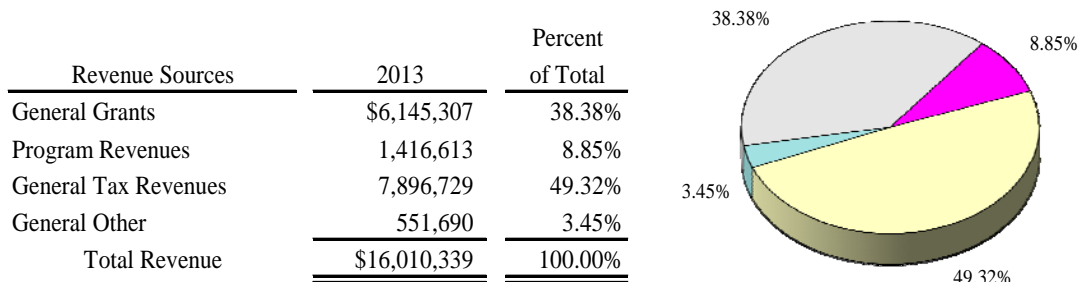 Percent
Revenue Sources 2013 of Total
General Grants $6,145,307 38.38%
Program Revenues 1,416,613 8.85%
General Tax Revenues 7,896,729 49.32%
General Other 551,690 3.45%
Total Revenue $16,010,339 100.00%
38.38%
8.85%
3.45%
49.32%